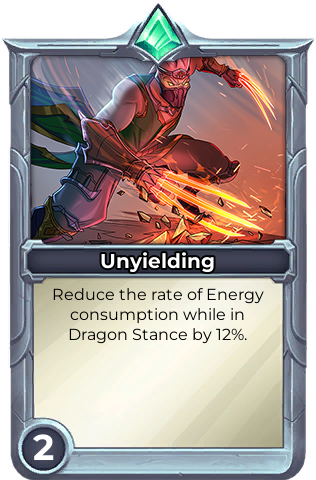 Unyielding
Reduce the rate of Energy
consumption while in
Dragon Stance by 12%.
2